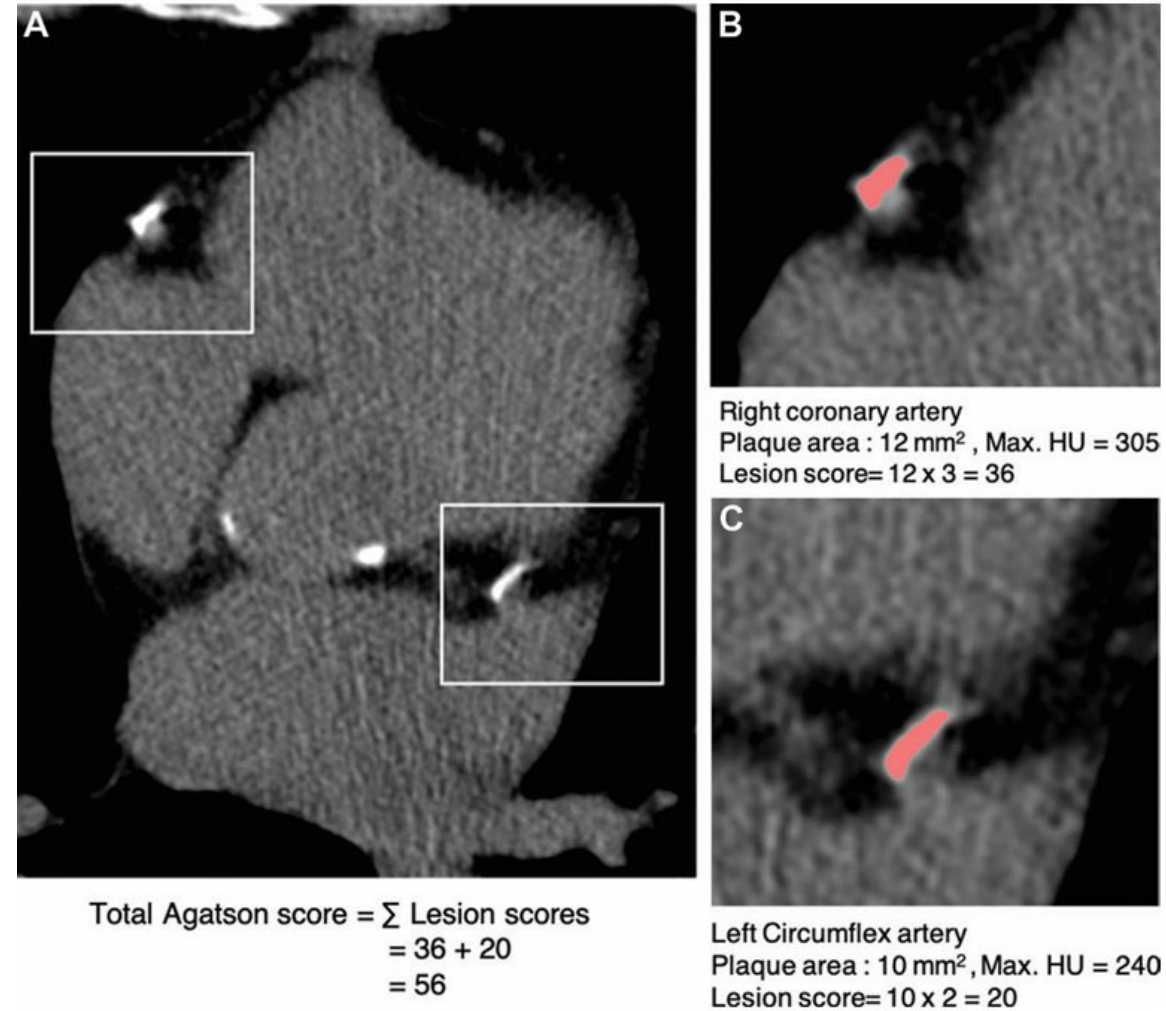 A
B
Right coronary artery
Plaque area : 12 mm² , Max. HU = 305
Lesion score= 12 x 3 = 36
C
Left Circumflex artery
Plaque area : 10 mm², Max. HU = 240
Lesion score= 10 x 2 = 20
Total Agatson score = ∑ Lesion scores
= 36 + 20
= 56